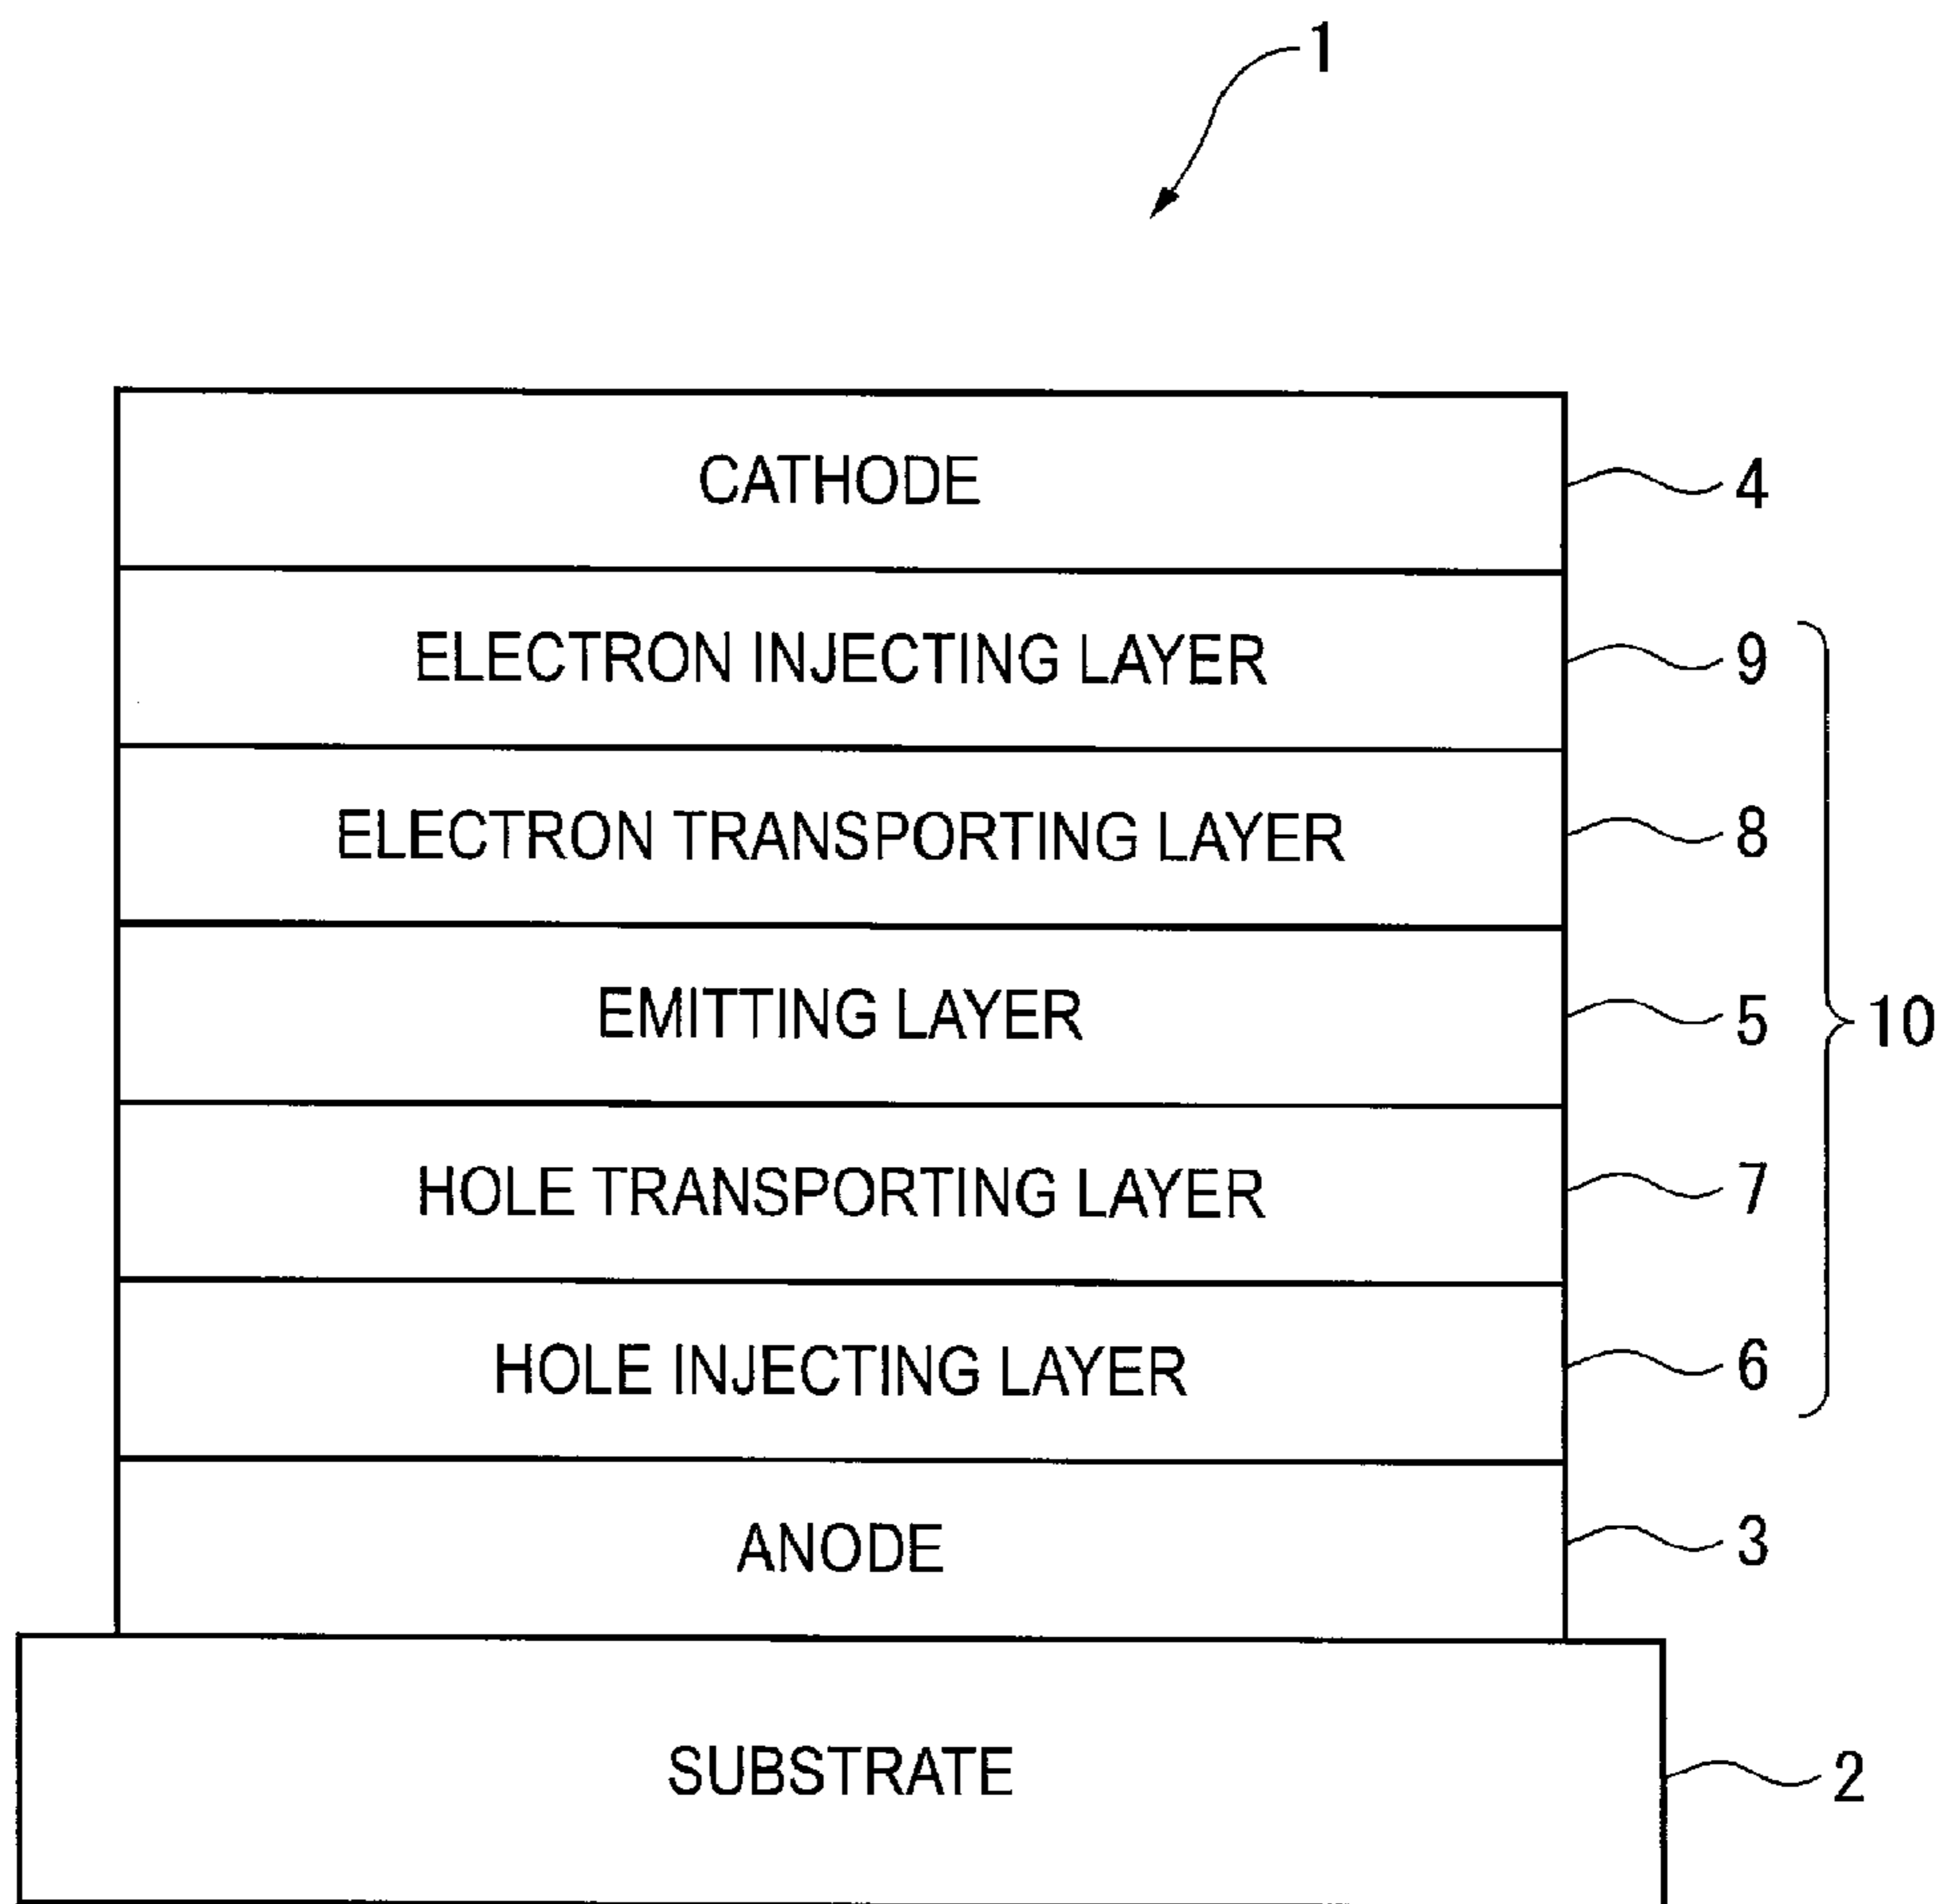 1
CATHODE 4
ELECTRON INJECTING LAYER 9
ELECTRON TRANSPORTING LAYER 8
EMITTING LAYER 5 10
HOLE TRANSPORTING LAYER 7
HOLE INJECTING LAYER 6
ANODE 3
SUBSTRATE 2